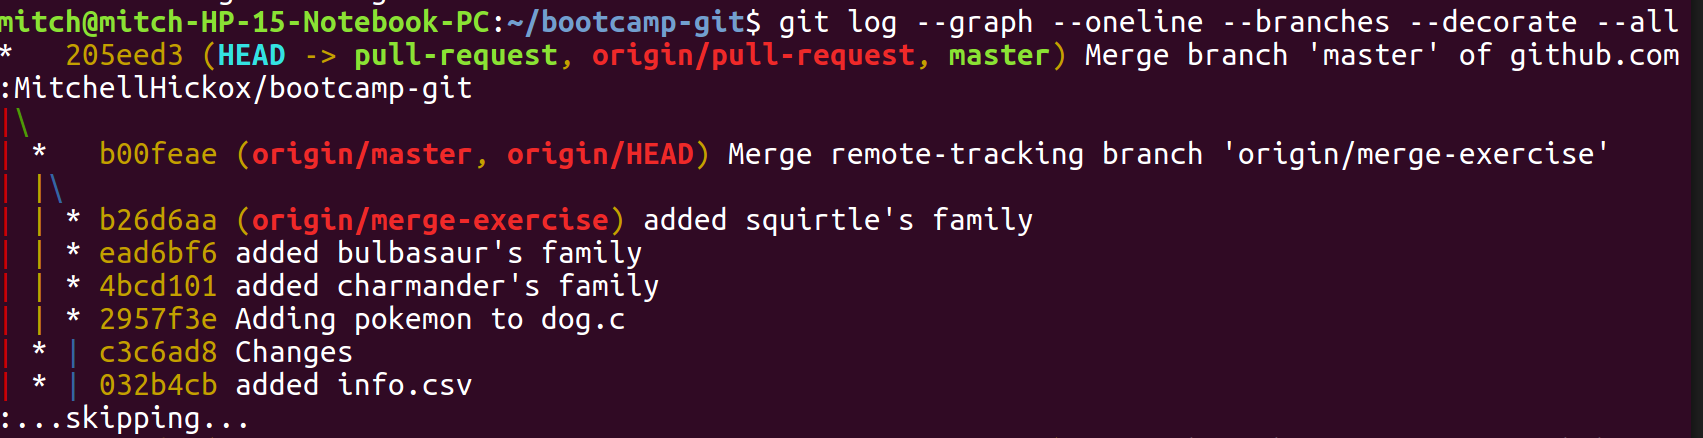 mitch@mitch-HP-15-Notebook-PC:~/bootcamp-git$ git log --graph --oneline --branches --decorate --all
*   205eed3 (HEAD -> pull-request, origin/pull-request, master) Merge branch 'master' of github.com
:MitchellHickox/bootcamp-git
|\
| *   b00feae (origin/master, origin/HEAD) Merge remote-tracking branch 'origin/merge-exercise'
| |\
| | * b26d6aa (origin/merge-exercise) added squirtle's family
| | * ead6bf6 added bulbasaur's family
| | * 4bcd101 added charmander's family
| | * 2957f3e Adding pokemon to dog.c
| * | c3c6ad8 Changes
| * | 032b4cb added info.csv
:...skipping...